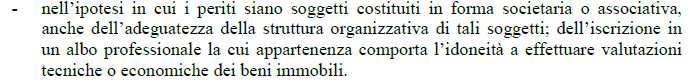 - nell'ipotesi in cui i periti siano soggetti costituiti in forma societaria o associativa,
anche dell'adeguatezza della struttura organizzativa di tali soggetti; dell'iscrizione in
un albo professionale la cui appartenenza comporta l'idoneità a effettuare valutazioni
tecniche o economiche dei beni immobili.